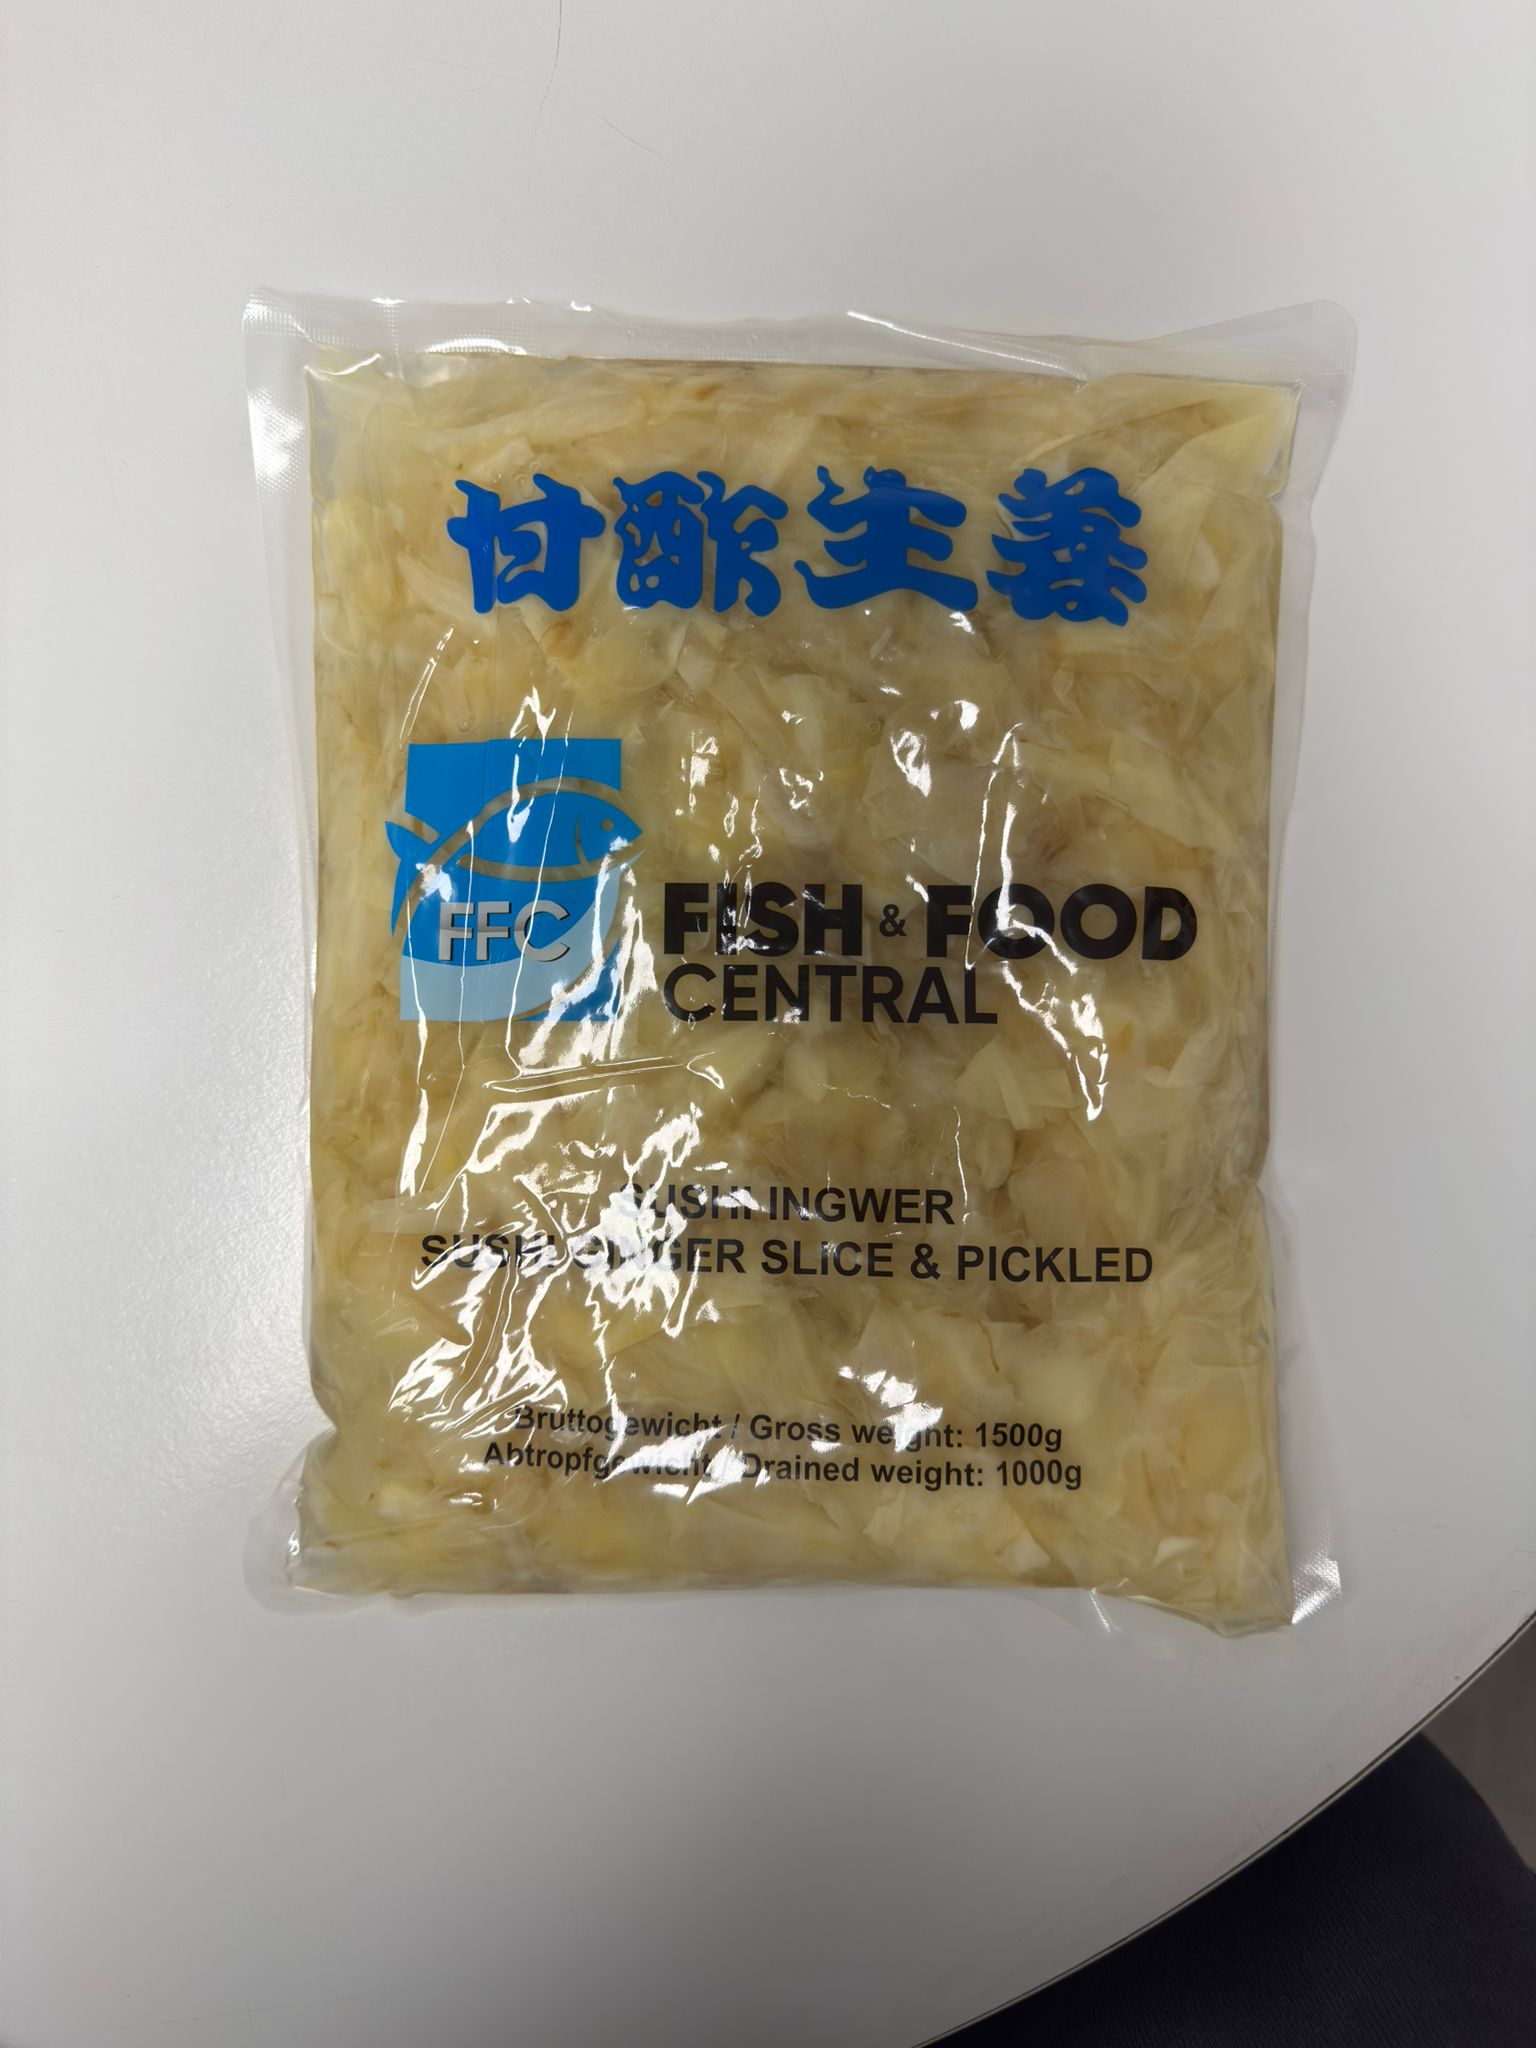 甘酢生姜
FFC
FISH & FOOD
CENTRAL
SUSHI INGWER
SUSHI GINGER SLICE & PICKLED
Bruttogewicht / Gross weight: 1500g
Abtropfgewicht / Drained weight: 1000g